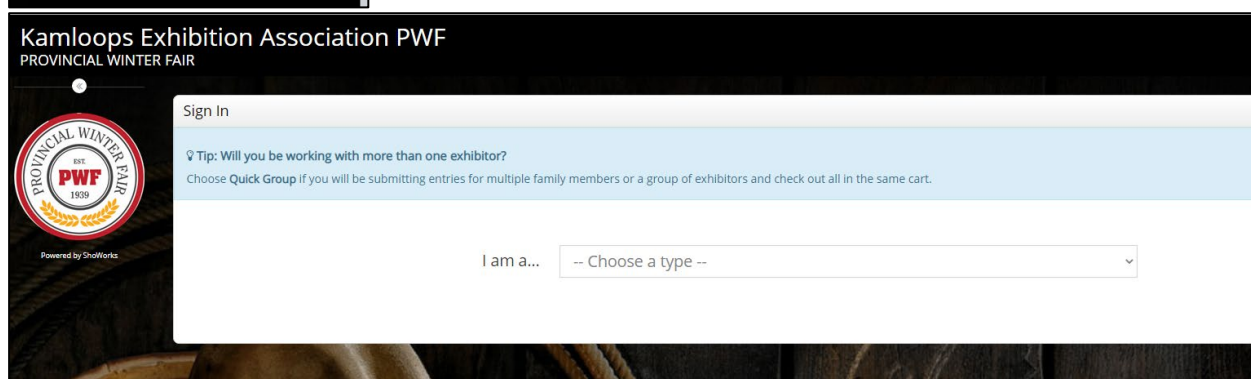 Kamloops Exhibition Association PWF
PROVINCIAL WINTER FAIR
Sign In
Tip: Will you be working with more than one exhibitor?
Choose Quick Group if you will be submitting entries for multiple family members or a group of exhibitors and check out all in the same cart.
PROVINCIAL WINTER FAIR
EST.
PWF
1939
Powered by ShoWorks
I am a...
-- Choose a type --